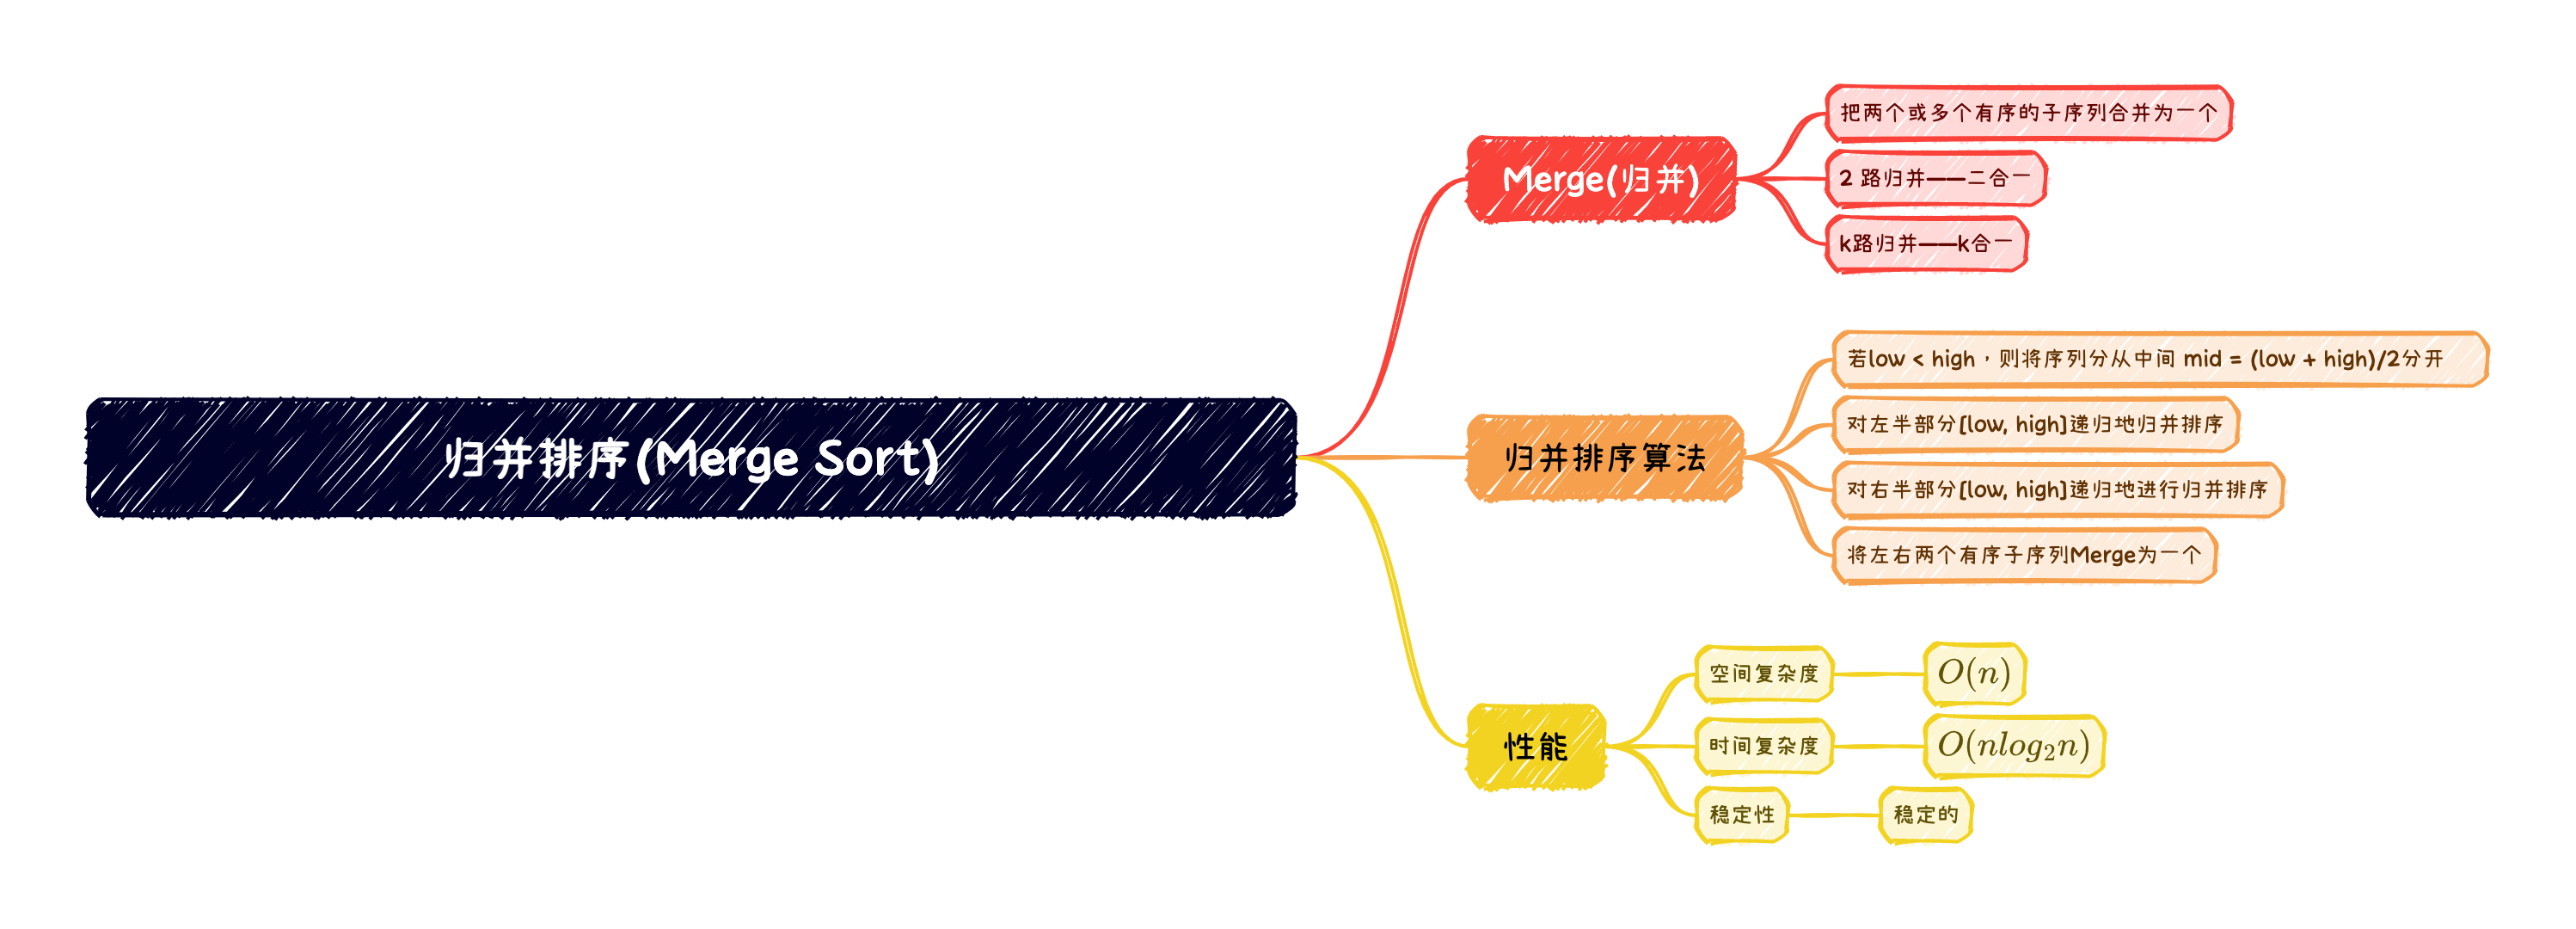 归并排序(Merge Sort)
Merge(归并)
把两个或多个有序的子序列合并为一个
2 路归并——二合一
k路归并——k合一
归并排序算法
若low < high，则将序列分从中间 mid = (low + high)/2分开
对左半部分[low, high]递归地归并排序
对右半部分[low, high]递归地进行归并排序
将左右两个有序子序列Merge为一个
性能
空间复杂度
O(n)
时间复杂度
O(nlog₂n)
稳定性
稳定的